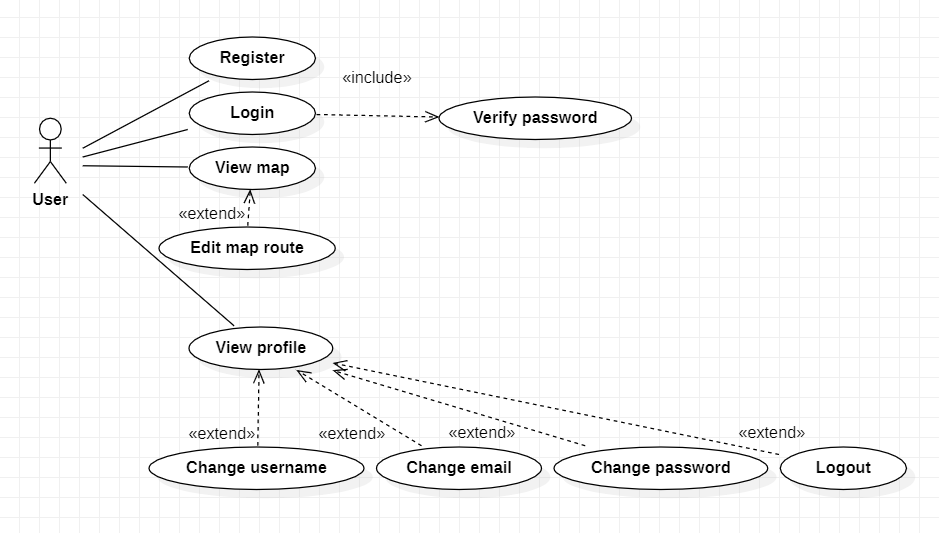 Register
«include»
Login
Verify password
View map
User
«extend»
Edit map route
View profile
«extend»
«extend»
«extend»
«extend»
Change username
Change email
Change password
Logout